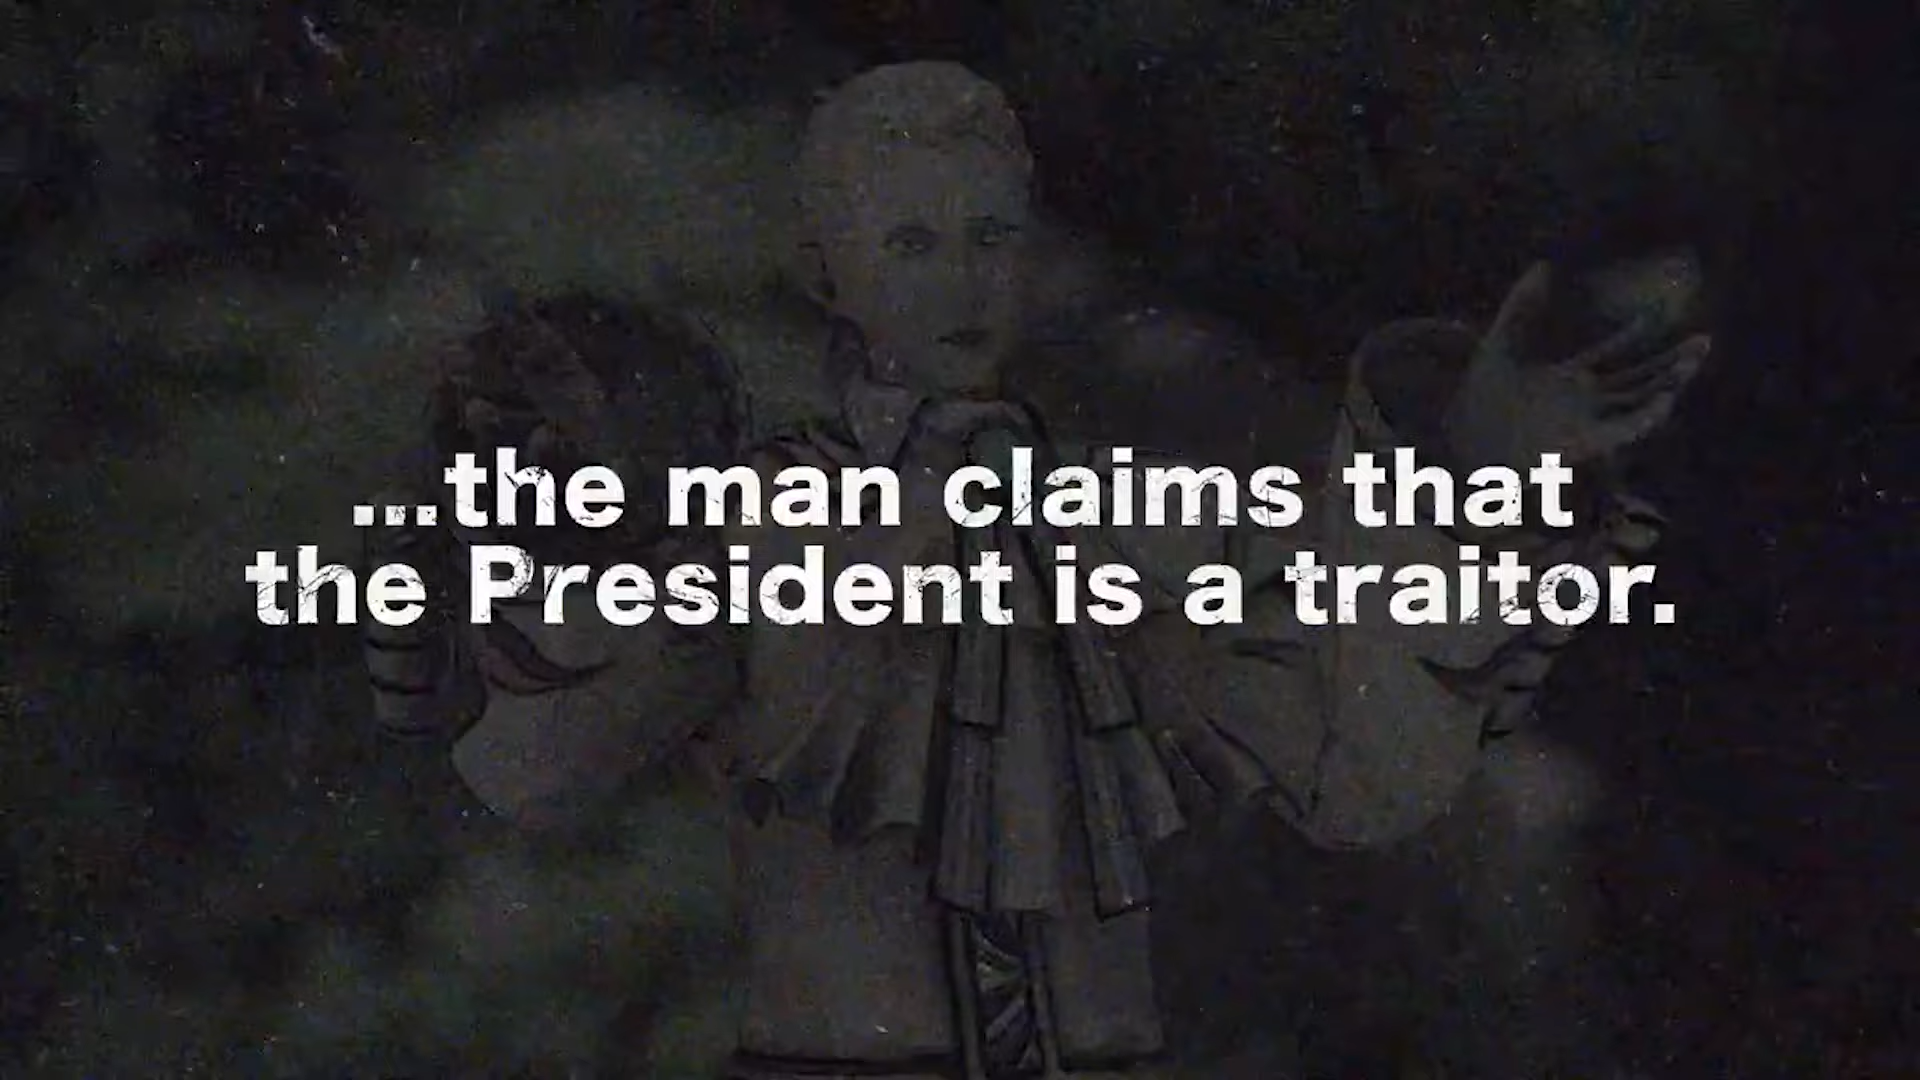 ...the man claims that
the President is a traitor.